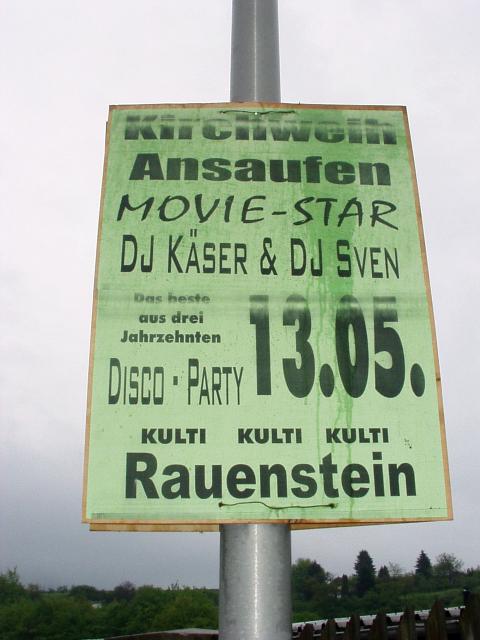 Kirchweih
Ansaufen
MOVIE-STAR
DJ KÄSER & DJ SVEN
Das beste
aus drei
Jahrzehnten
13.05.
DISCO - PARTY
KULTI KULTI KULTI
Rauenstein